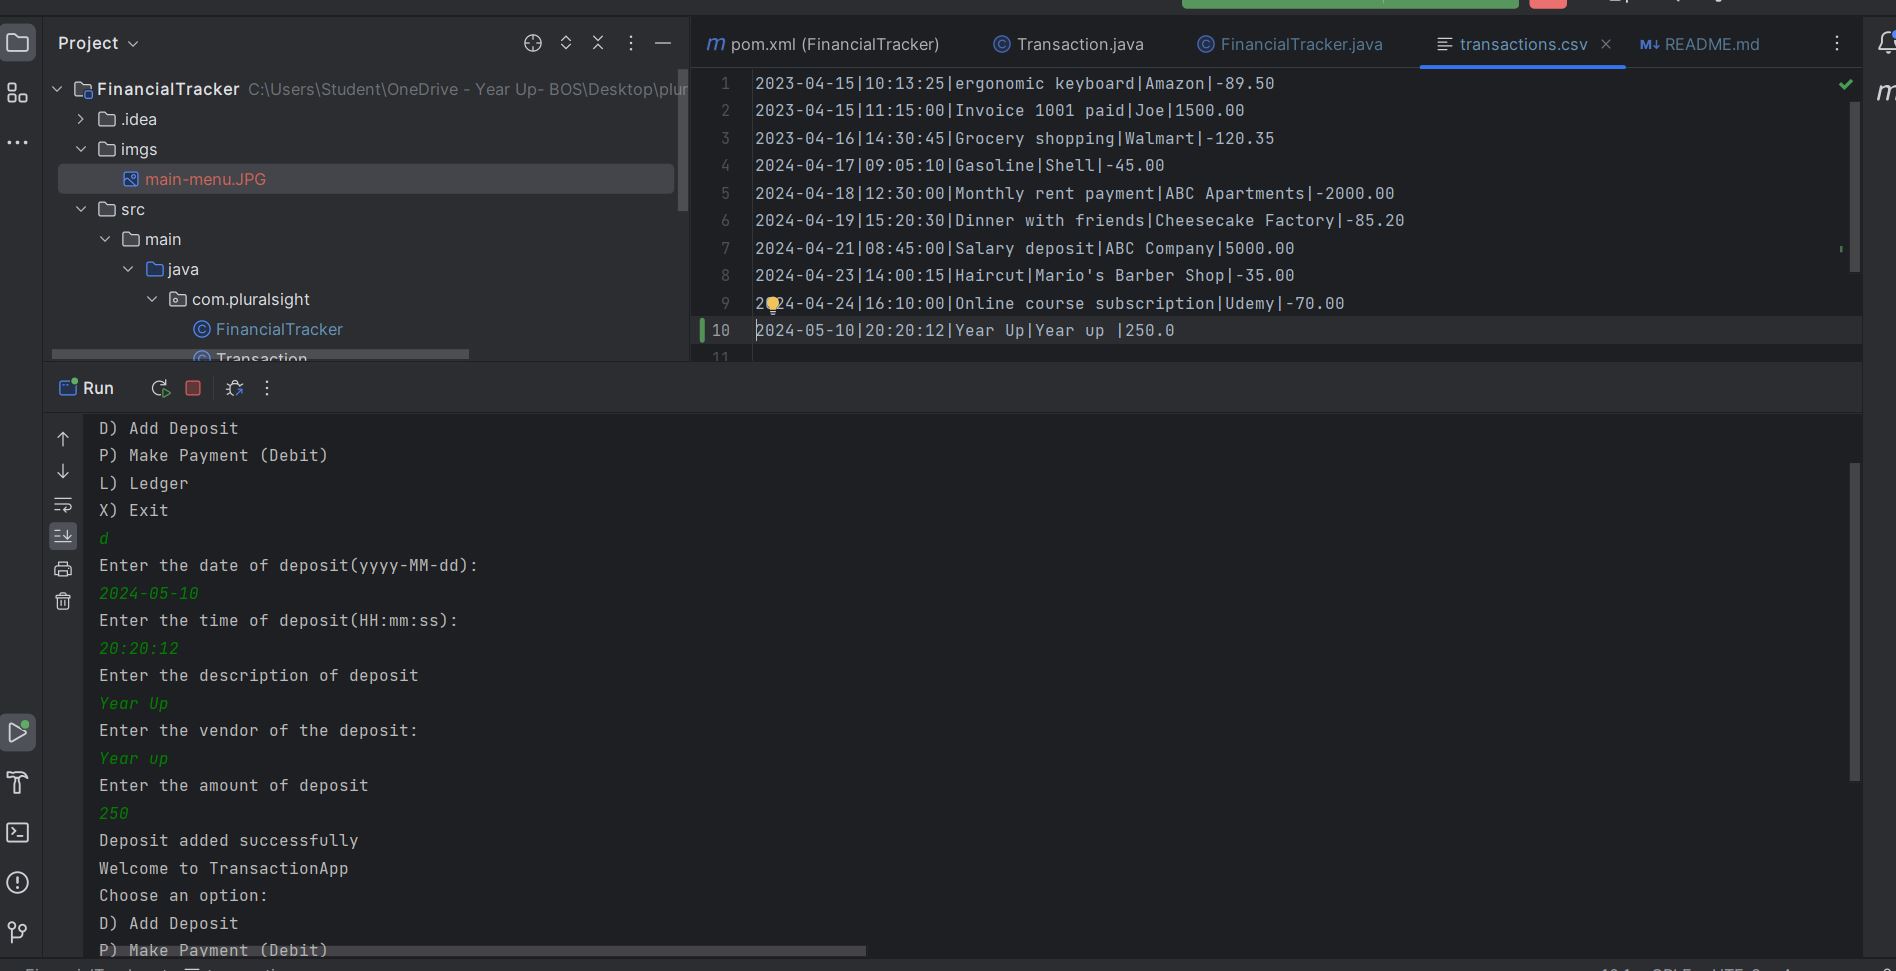 Project
FinancialTracker C:\Users\Student\OneDrive - Year Up- BOS\Desktop\plur
.idea
imgs
main-menu.JPG
src
main
java
com.pluralsight
FinancialTracker
Transaction
pom.xml (FinancialTracker) Transaction.java FinancialTracker.java transactions.csv README.md
1 2023-04-15|10:13:25|ergonomic keyboard|Amazon|-89.50
2 2023-04-15|11:15:00|Invoice 1001 paid|Joe|1500.00
3 2023-04-16|14:30:45|Grocery shopping|Walmart|-120.35
4 2024-04-17|09:05:10|Gasoline|Shell|-45.00
5 2024-04-18|12:30:00|Monthly rent payment|ABC Apartments|-2000.00
6 2024-04-19|15:20:30|Dinner with friends|Cheesecake Factory|-85.20
7 2024-04-21|08:45:00|Salary deposit|ABC Company|5000.00
8 2024-04-23|14:00:15|Haircut|Mario's Barber Shop|-35.00
9 2024-04-24|16:10:00|Online course subscription|Udemy|-70.00
10 2024-05-10|20:20:12|Year Up|Year up |250.0
11
Run
D) Add Deposit
P) Make Payment (Debit)
L) Ledger
X) Exit
d
Enter the date of deposit(yyyy-MM-dd):
2024-05-10
Enter the time of deposit(HH:mm:ss):
20:20:12
Enter the description of deposit
Year Up
Enter the vendor of the deposit:
Year up
Enter the amount of deposit
250
Deposit added successfully
Welcome to TransactionApp
Choose an option:
D) Add Deposit
P) Make Payment (Debit)